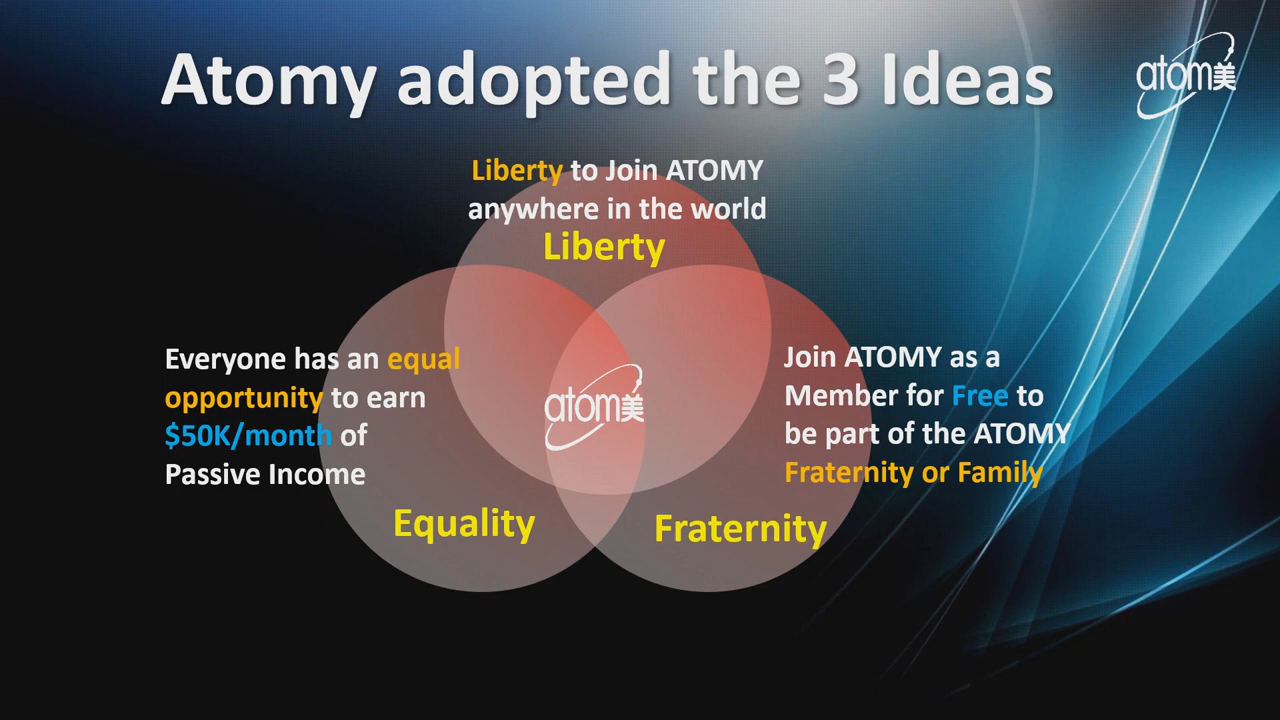 Atomy adopted the 3 Ideas
atom美
Liberty to Join ATOMY
anywhere in the world
Liberty
Everyone has an equal
opportunity to earn
$50K/month of
Passive Income
atom美
Join ATOMY as a
Member for Free to
be part of the ATOMY
Fraternity or Family
Equality
Fraternity